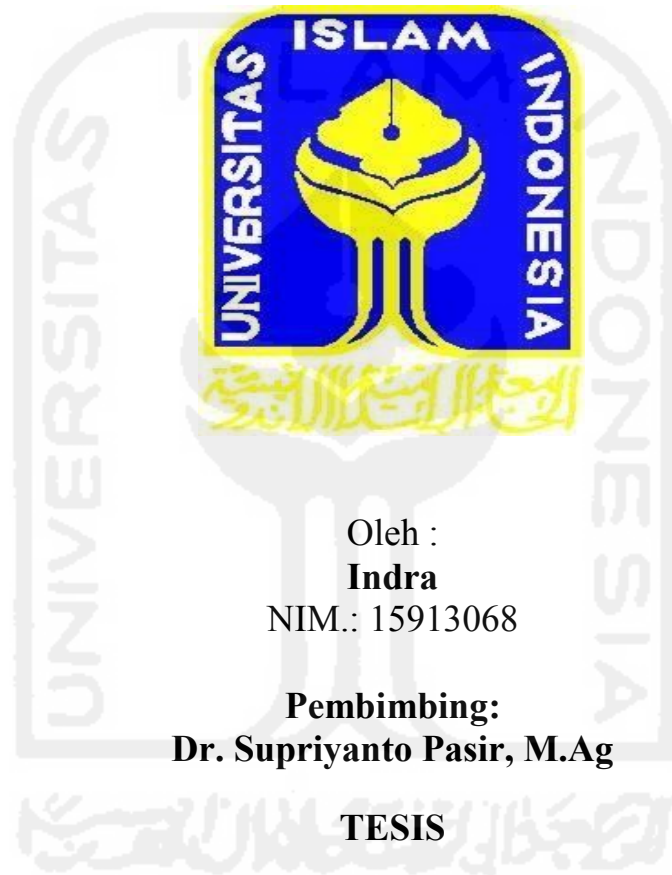 UNIVERSITAS ISLAM INDONESIA
Oleh :
Indra
NIM.: 15913068
Pembimbing:
Dr. Supriyanto Pasir, M.Ag
TESIS